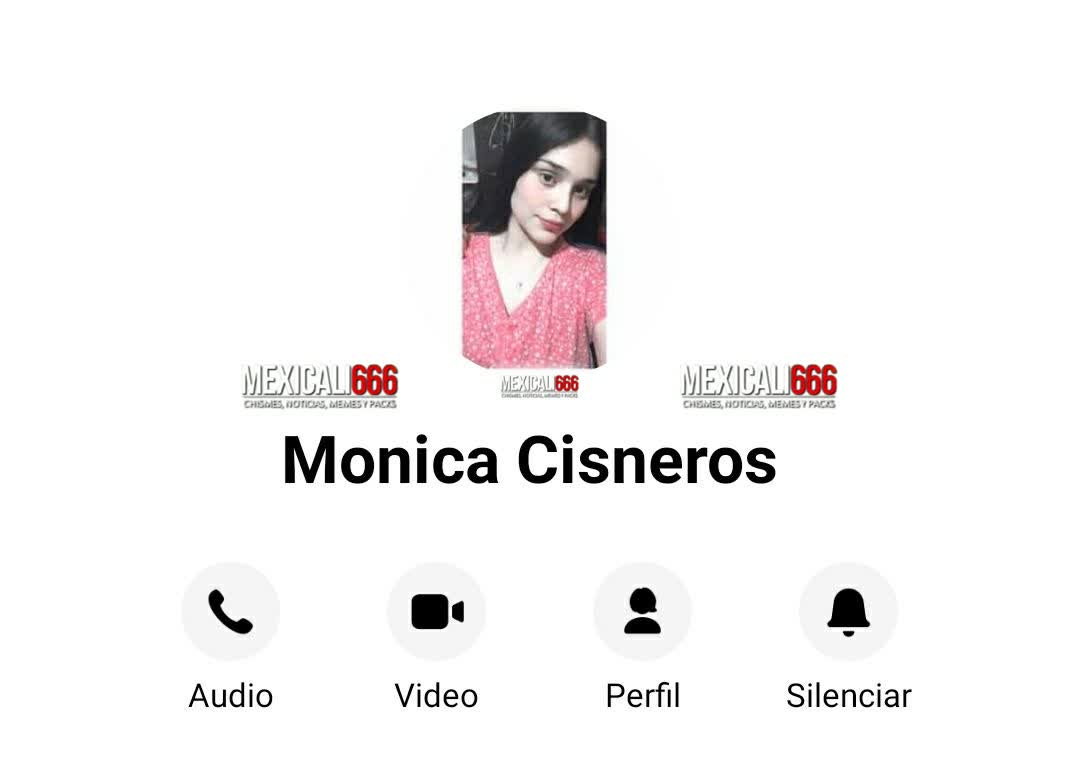 MEXICALI666 MEXICALI666 MEXICALI666
CHISMES, NOTICIAS, MEMES Y PACKS CHISMES, NOTICIAS, MEMES Y PACKS CHISMES, NOTICIAS, MEMES Y PACKS
Monica Cisneros
Audio Video Perfil Silenciar